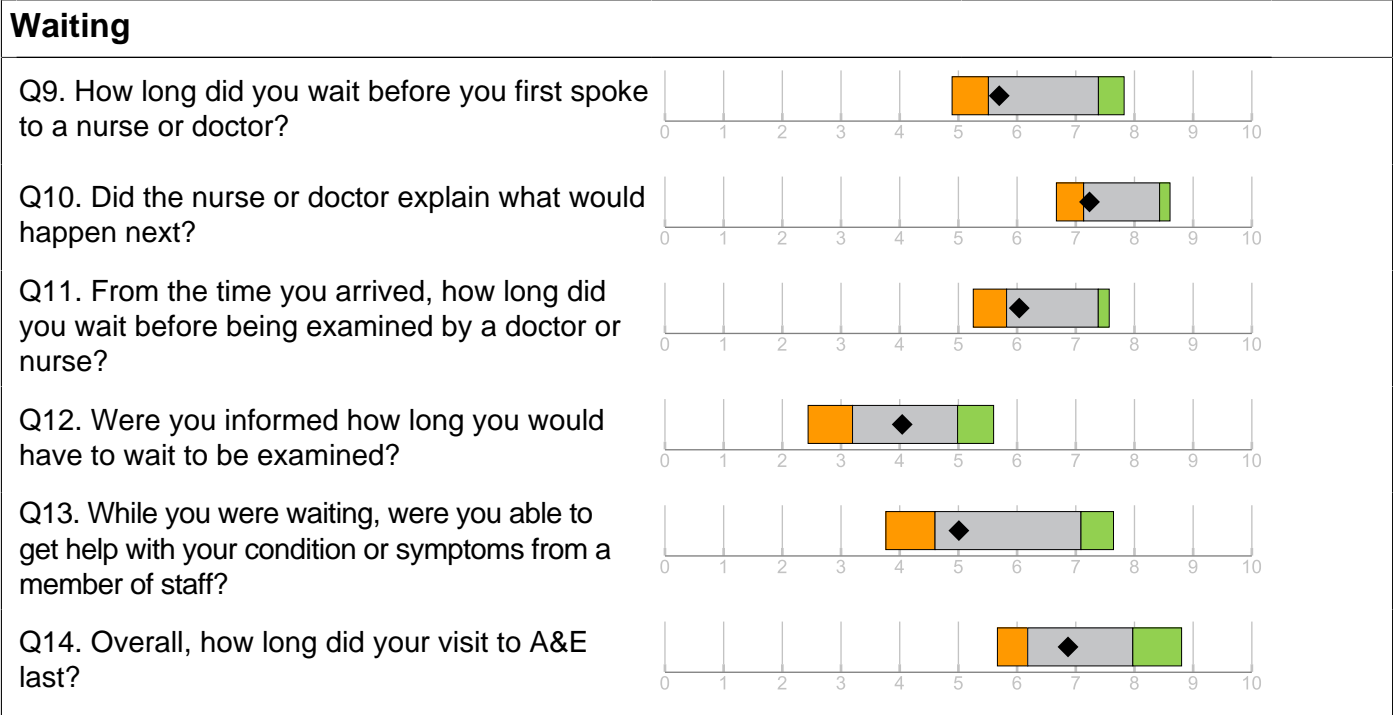 Waiting
Q9. How long did you wait before you first spoke
to a nurse or doctor?
0 1 2 3 4 5 6 7 8 9 10
Q10. Did the nurse or doctor explain what would
happen next?
0 1 2 3 4 5 6 7 8 9 10
Q11. From the time you arrived, how long did
you wait before being examined by a doctor or
nurse?
0 1 2 3 4 5 6 7 8 9 10
Q12. Were you informed how long you would
have to wait to be examined?
0 1 2 3 4 5 6 7 8 9 10
Q13. While you were waiting, were you able to
get help with your condition or symptoms from a
member of staff?
0 1 2 3 4 5 6 7 8 9 10
Q14. Overall, how long did your visit to A&E
last?
0 1 2 3 4 5 6 7 8 9 10